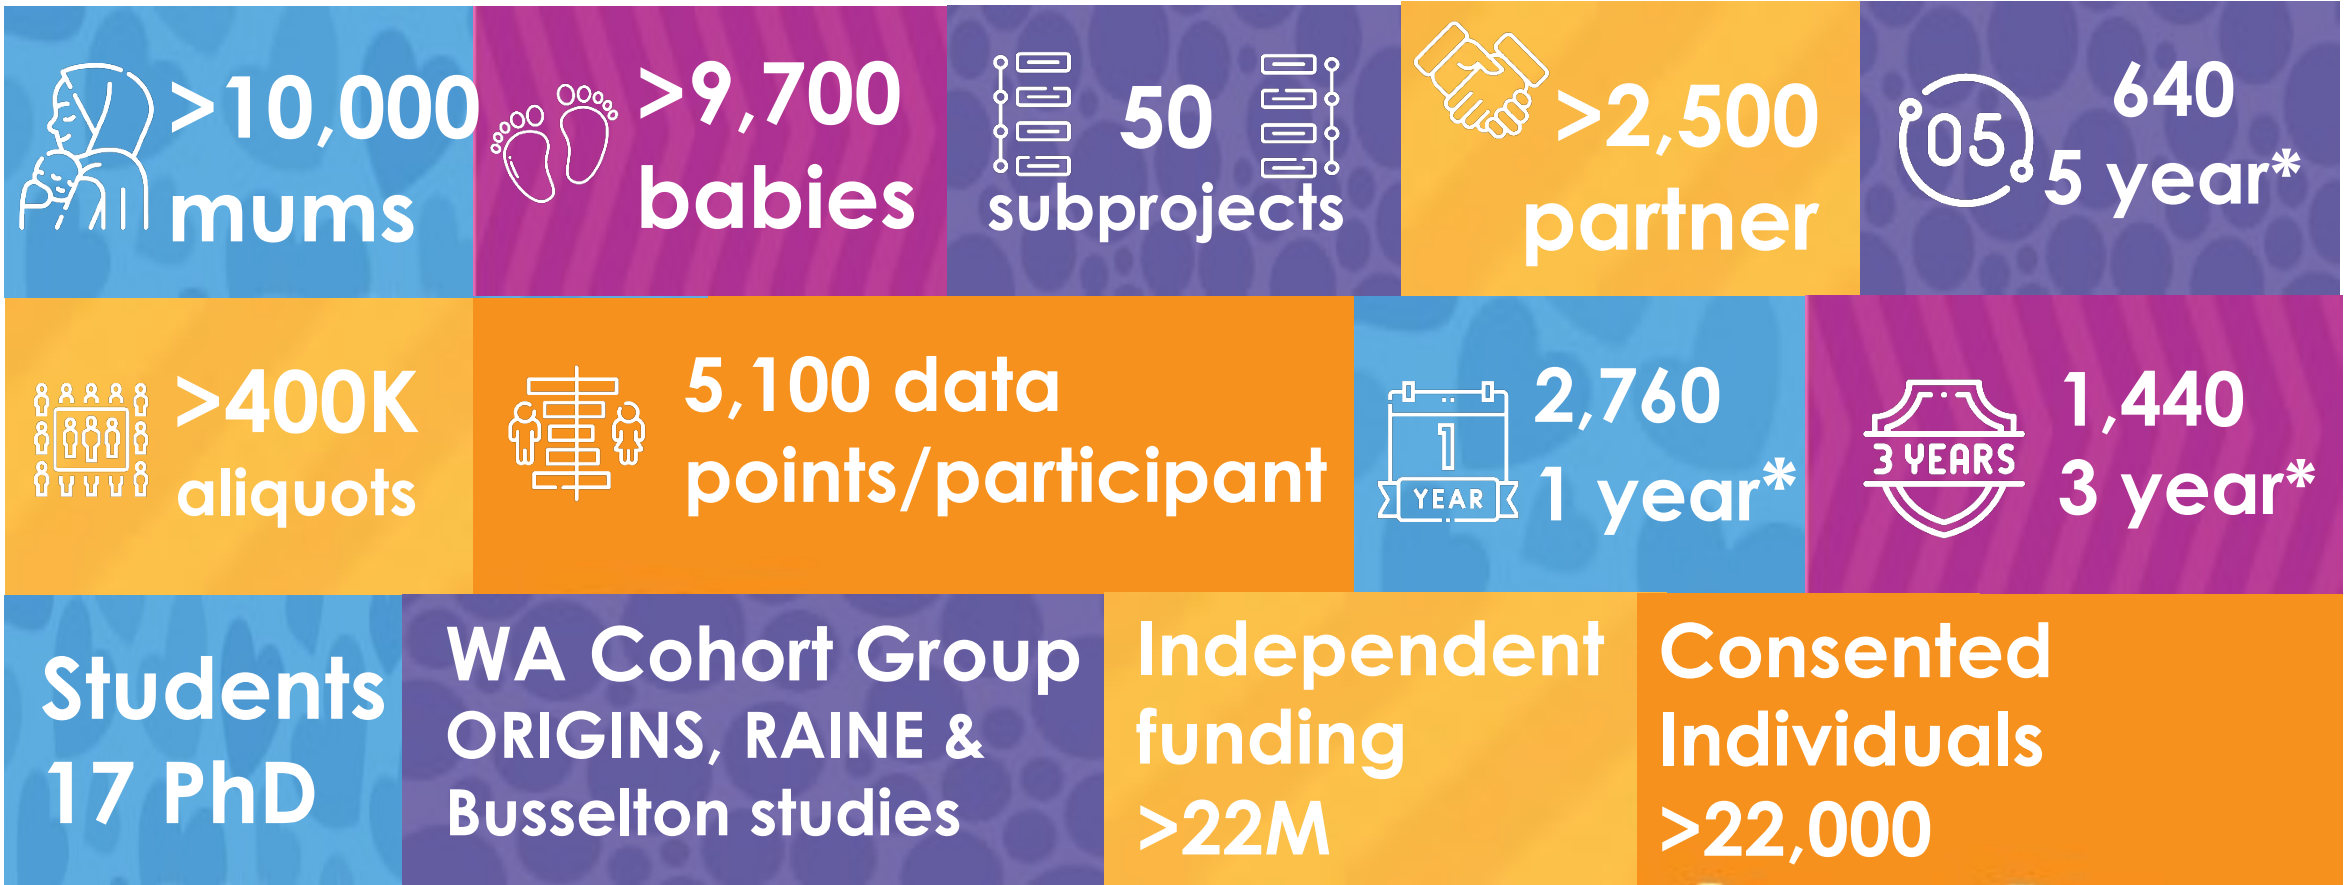 >10,000
mums
>9,700
babies
50
subprojects
>2,500
partner
05
640
5 year*
>400K
aliquots
5,100 data
points/participant
1
YEAR
2,760
1 year*
3 YEARS
1,440
3 year*
Students
17 PhD
WA Cohort Group
ORIGINS, RAINE &
Busselton studies
Independent
funding
>22M
Consented
Individuals
>22,000